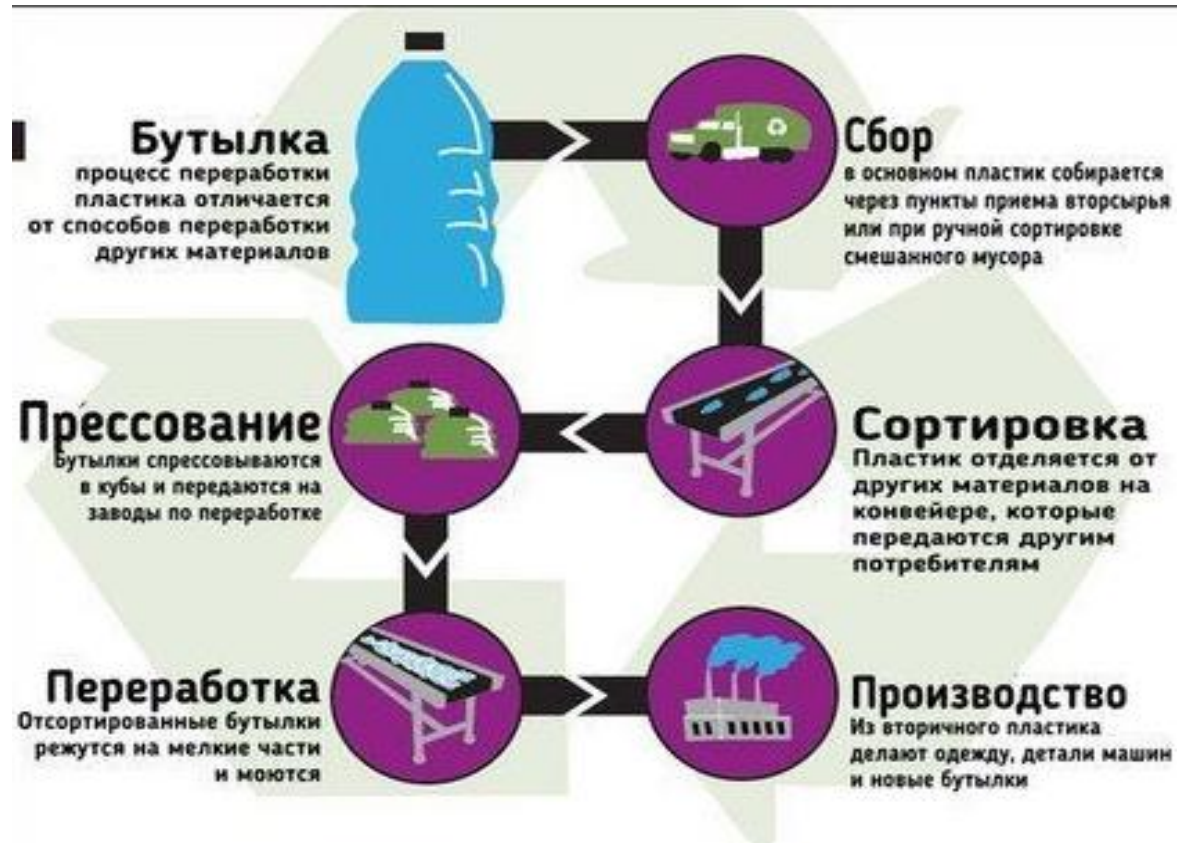 Бутылка
процесс переработки
пластика отличается
от способов переработки
других материалов
Сбор
в основном пластик собирается
через пункты приема вторсырья
или при ручной сортировке
смешанного мусора
Сортировка
Пластик отделяется от
других материалов на
конвейере, которые
передаются другим
потребителям
Прессование
Бутылки спрессовываются
в кубы и передаются на
заводы по переработке
Переработка
Отсортированные бутылки
режутся на мелкие части
и моются
Производство
Из вторичного пластика
делают одежду, детали машин
и новые бутылки